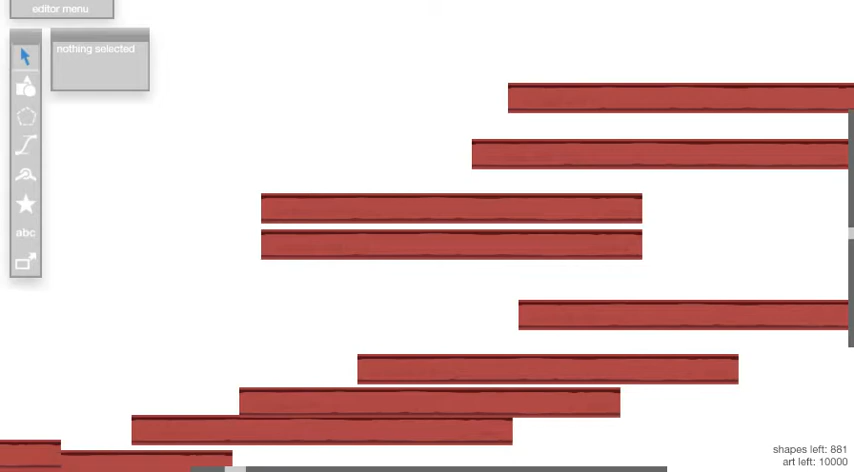 editor menu
nothing selected
abc
shapes left: 881
art left: 10000